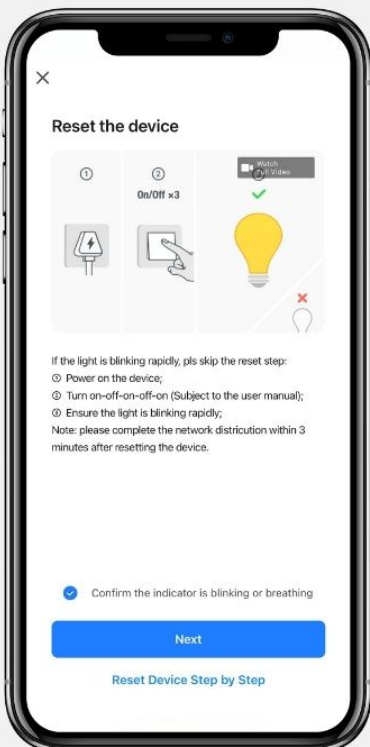 Reset the device
① ② ③
On/Off ×3
Watch
Full Video
If the light is blinking rapidly, pls skip the reset step:
① Power on the device;
② Turn on-off-on-off-on (Subject to the user manual);
③ Ensure the light is blinking rapidly;
Note: please complete the network districution within 3
minutes after resetting the device.
Confirm the indicator is blinking or breathing
Next
Reset Device Step by Step